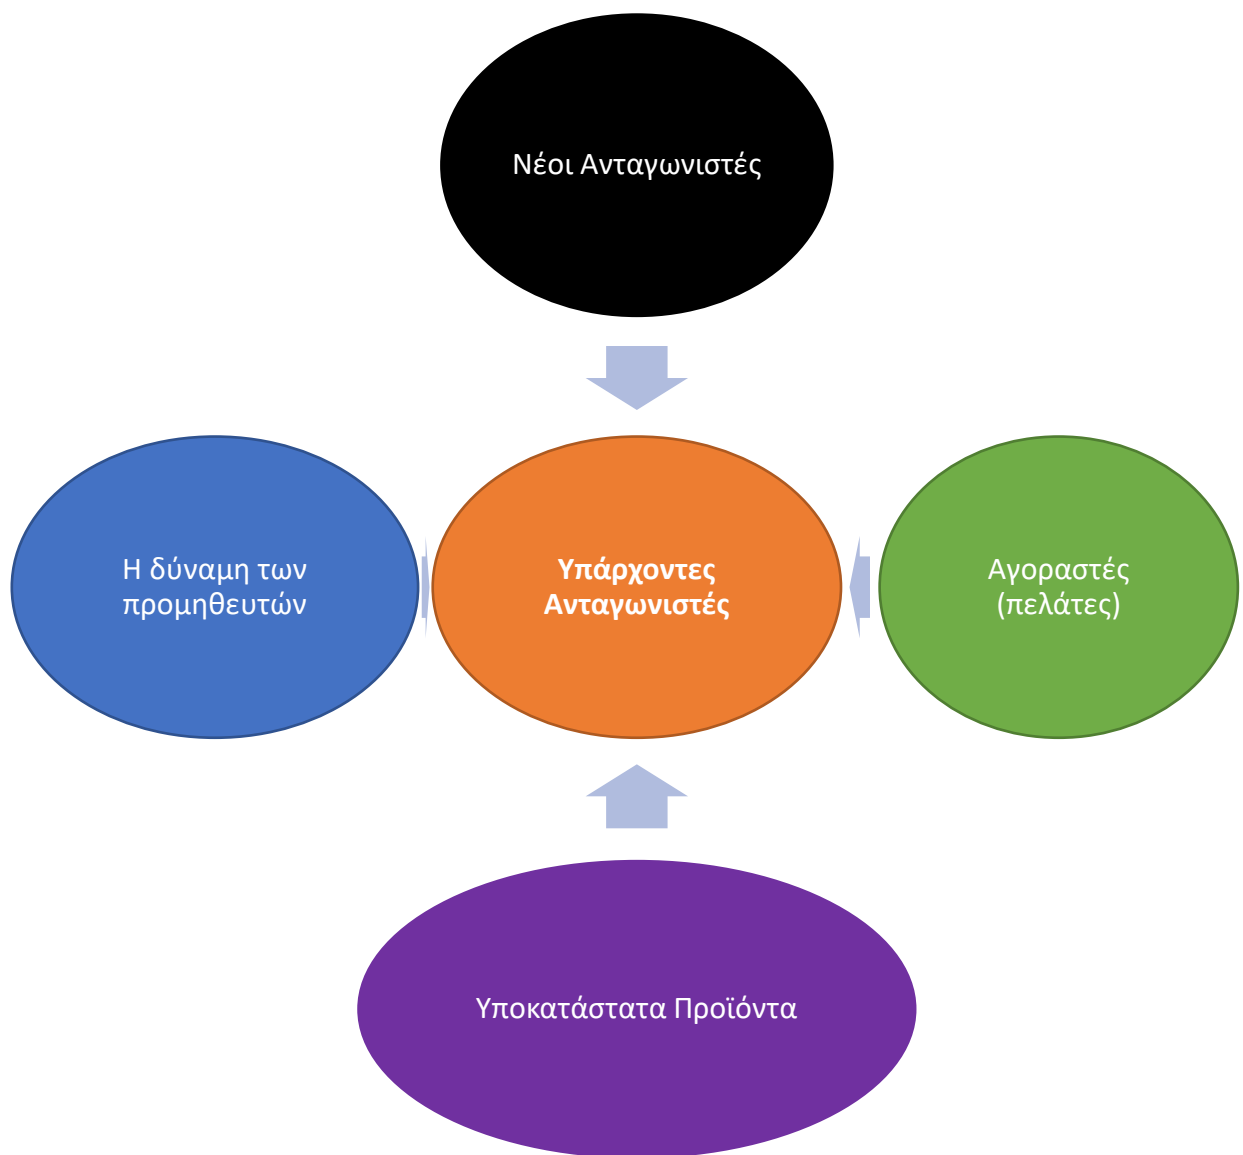 Νέοι Ανταγωνιστές
Η δύναμη των
προμηθευτών
Υπάρχοντες
Ανταγωνιστές
Αγοραστές
(πελάτες)
Υποκατάστατα Προϊόντα